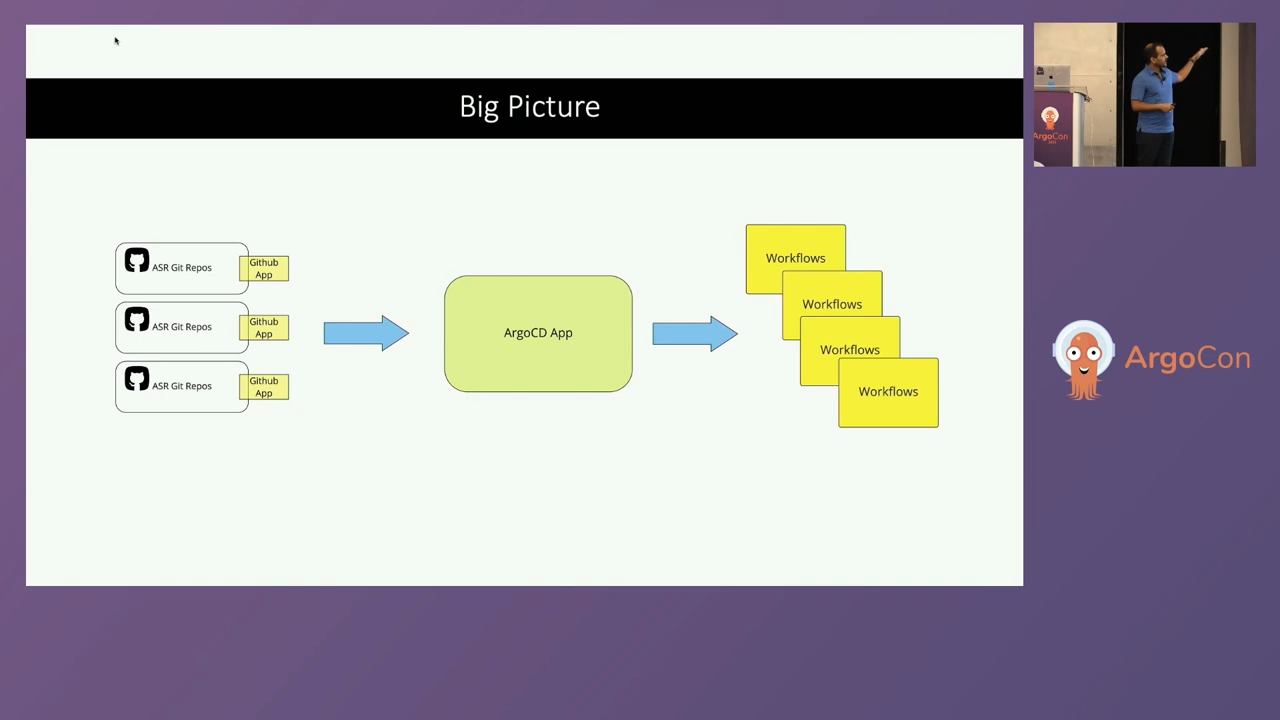 Big Picture
ASR Git Repos
Github
App
ASR Git Repos
Github
App
ASR Git Repos
Github
App
ArgoCD App
Workflows
Workflows
Workflows
Workflows
ArgoCon
ArgoCon